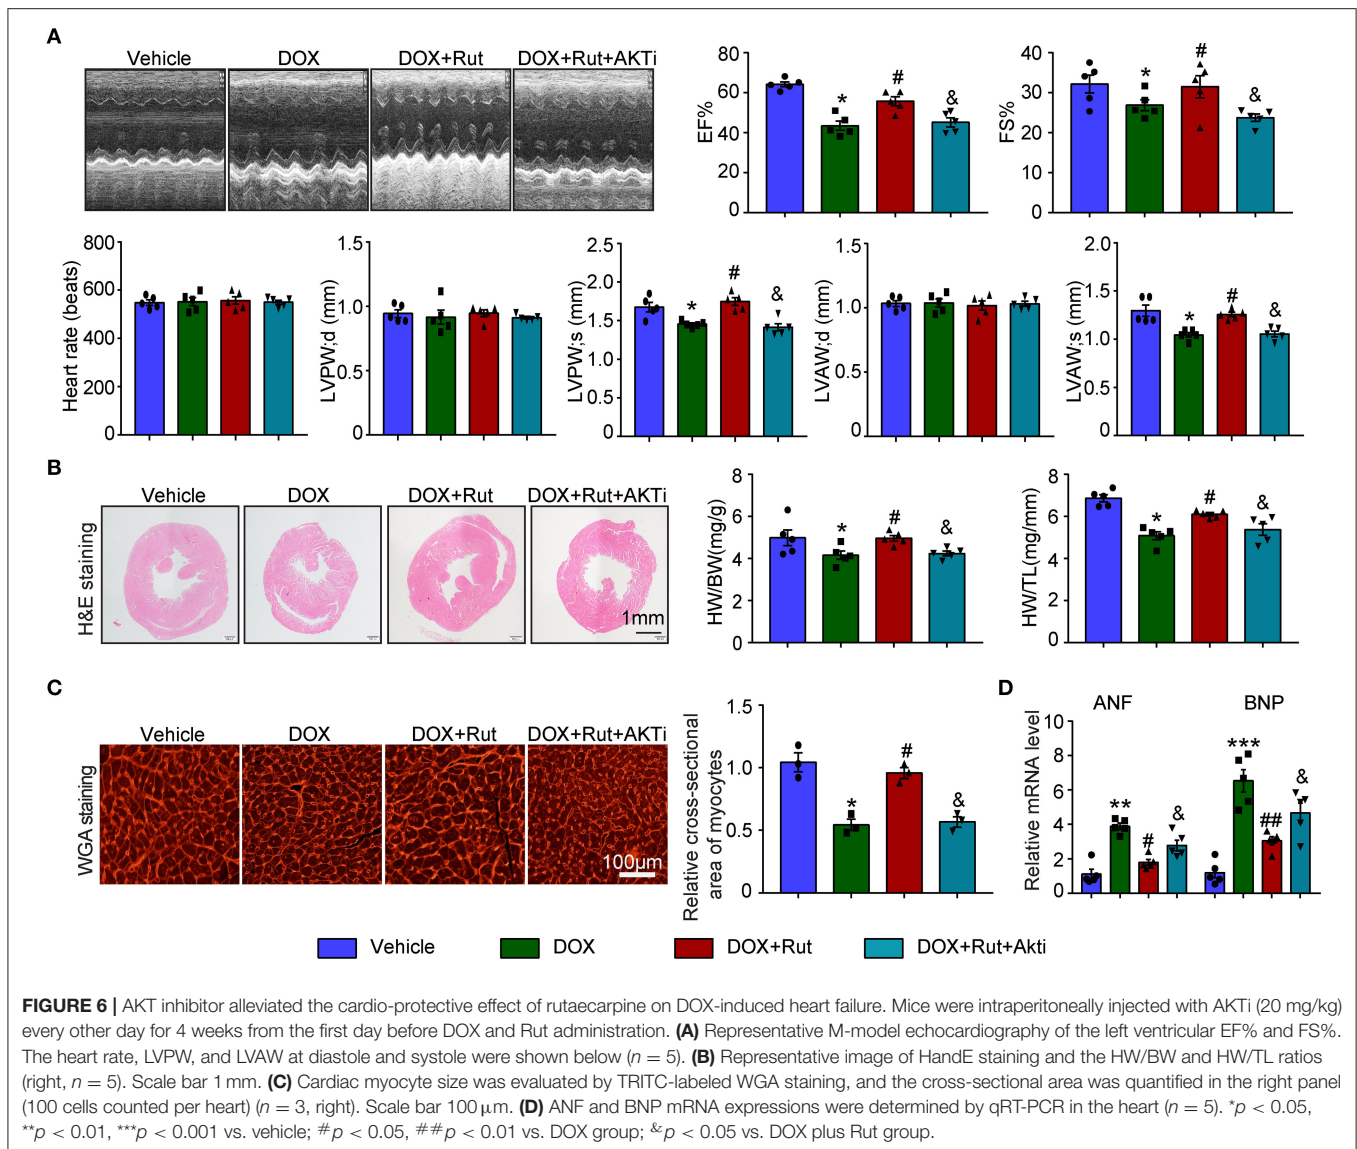 A
Vehicle DOX DOX+Rut DOX+Rut+AKTi
EF%
80
60
40
20
0
* # &
FS%
40
30
20
10
0
* # &
Heart rate (beats)
800
600
400
200
0
LVPW;d (mm)
1.5
1.0
0.5
0
LVPW;s (mm)
2.5
2.0
1.5
1.0
0.5
0
* # &
LVAW;d (mm)
1.5
1.0
0.5
0
LVAW;s (mm)
2.0
1.5
1.0
0.5
0
* # &
B
Vehicle DOX DOX+Rut DOX+Rut+AKTi
H&E staining
1mm
HW/BW(mg/g)
8
6
4
2
0
* # &
HW/TL(mg/mm)
8
6
4
2
0
* # &
C
Vehicle DOX DOX+Rut DOX+Rut+AKTi
WGA staining
100μm
Relative cross-sectional
area of myocytes
1.5
1.0
0.5
0
* # &
D
ANF BNP
Relative mRNA level
10
8
6
4
2
0
** # & *** ## &
Vehicle DOX DOX+Rut DOX+Rut+Akti
FIGURE 6 | AKT inhibitor alleviated the cardio-protective effect of rutaecarpine on DOX-induced heart failure. Mice were intraperitoneally injected with AKTi (20 mg/kg)
every other day for 4 weeks from the first day before DOX and Rut administration. (A) Representative M-model echocardiography of the left ventricular EF% and FS%.
The heart rate, LVPW, and LVAW at diastole and systole were shown below (n = 5). (B) Representative image of HandE staining and the HW/BW and HW/TL ratios
(right, n = 5). Scale bar 1 mm. (C) Cardiac myocyte size was evaluated by TRITC-labeled WGA staining, and the cross-sectional area was quantified in the right panel
(100 cells counted per heart) (n = 3, right). Scale bar 100 μm. (D) ANF and BNP mRNA expressions were determined by qRT-PCR in the heart (n = 5). *p < 0.05,
**p < 0.01, ***p < 0.001 vs. vehicle; #p < 0.05, ##p < 0.01 vs. DOX group; &p < 0.05 vs. DOX plus Rut group.